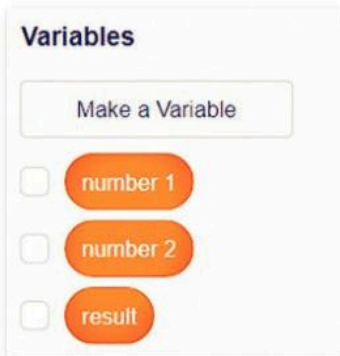 Variables
Make a Variable
number 1
number 2
result